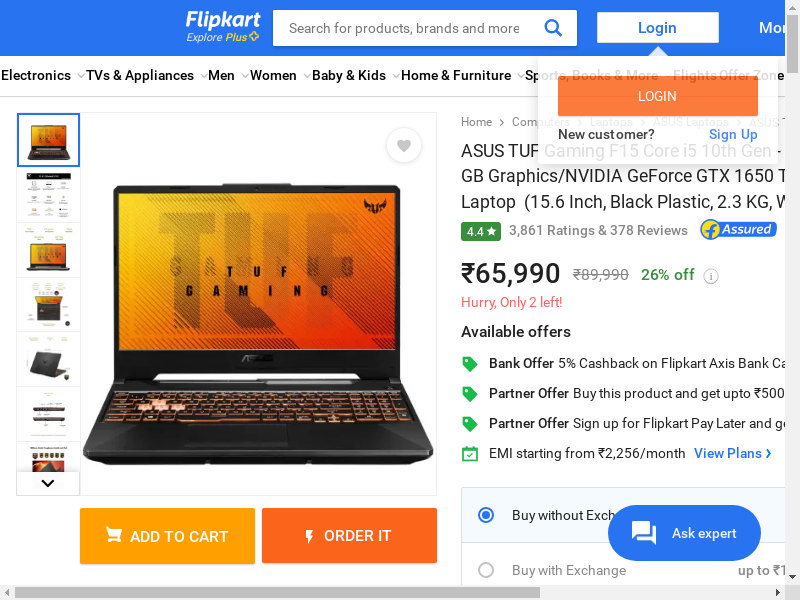 Flipkart
Explore Plus
Search for products, brands and more
Login
Electronics
TVs & Appliances
Men
Women
Baby & Kids
Home & Furniture
Sports, Books & More
Flights
Offer Zone
LOGIN
New customer?
Sign Up
Home
Computers
Laptops
ASUS Laptops
ASUS TUF Gaming F15 Core i5 10th Gen -
GB Graphics/NVIDIA GeForce GTX 1650 T
Laptop (15.6 Inch, Black Plastic, 2.3 KG, W
4.4
3,861 Ratings & 378 Reviews
Assured
₹65,990 ₹89,990 26% off
Hurry, Only 2 left!
Available offers
Bank Offer 5% Cashback on Flipkart Axis Bank Ca
Partner Offer Buy this product and get upto ₹500
Partner Offer Sign up for Flipkart Pay Later and ge
EMI starting from ₹2,256/month View Plans
Buy without Exch
Buy with Exchange
up to ₹1
Ask expert
TUF
GAMING
ASUS
ADD TO CART
ORDER IT